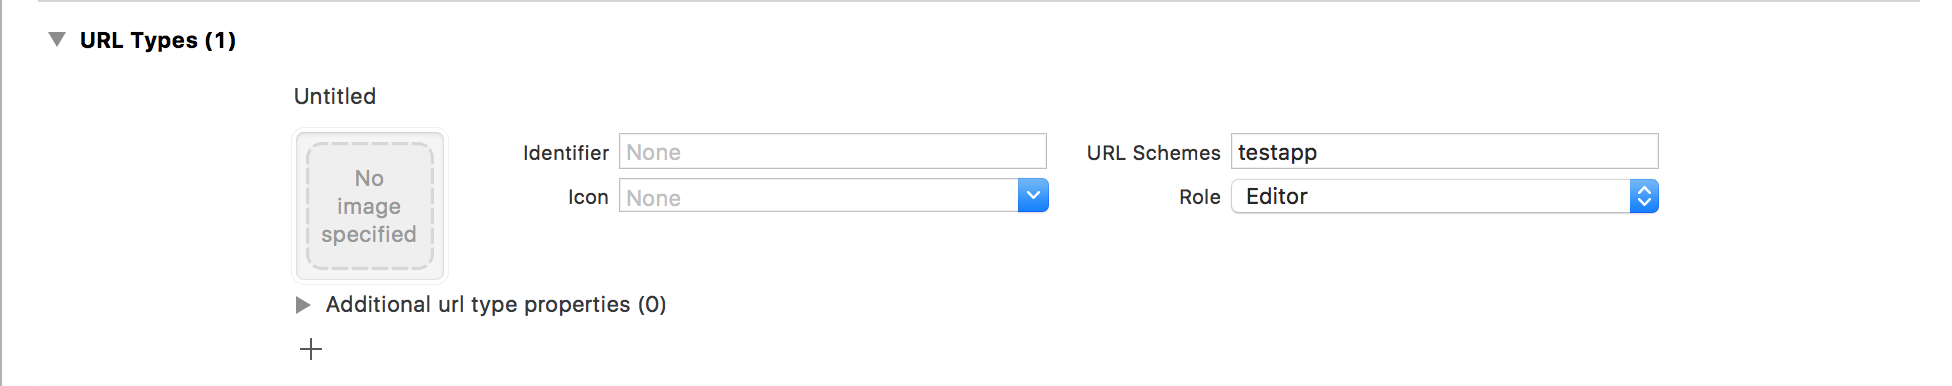 URL Types (1)
Untitled
No
image
specified
Identifier None
URL Schemes testapp
Icon None
Role Editor
Additional url type properties (0)